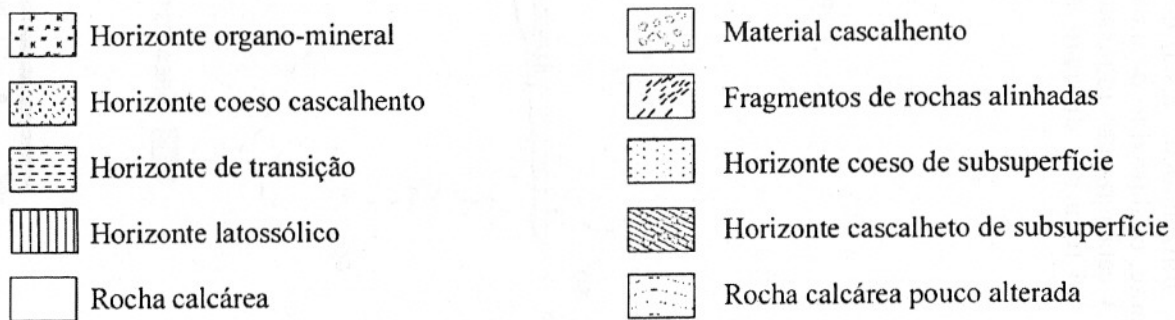 Horizonte organo-mineral
Horizonte coeso cascalhento
Horizonte de transição
Horizonte latossólico
Rocha calcárea
Material cascalhento
Fragmentos de rochas alinhadas
Horizonte coeso de subsuperfície
Horizonte cascalheto de subsuperfície
Rocha calcárea pouco alterada